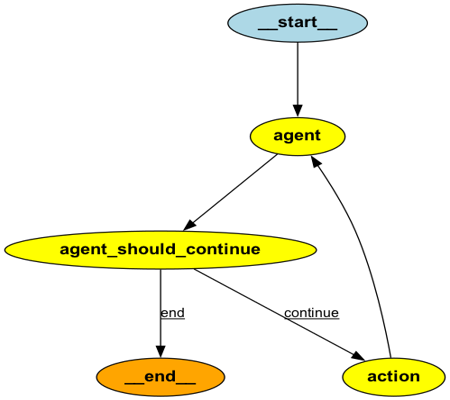 __start__
agent
agent_should_continue
end
continue
__end__
action